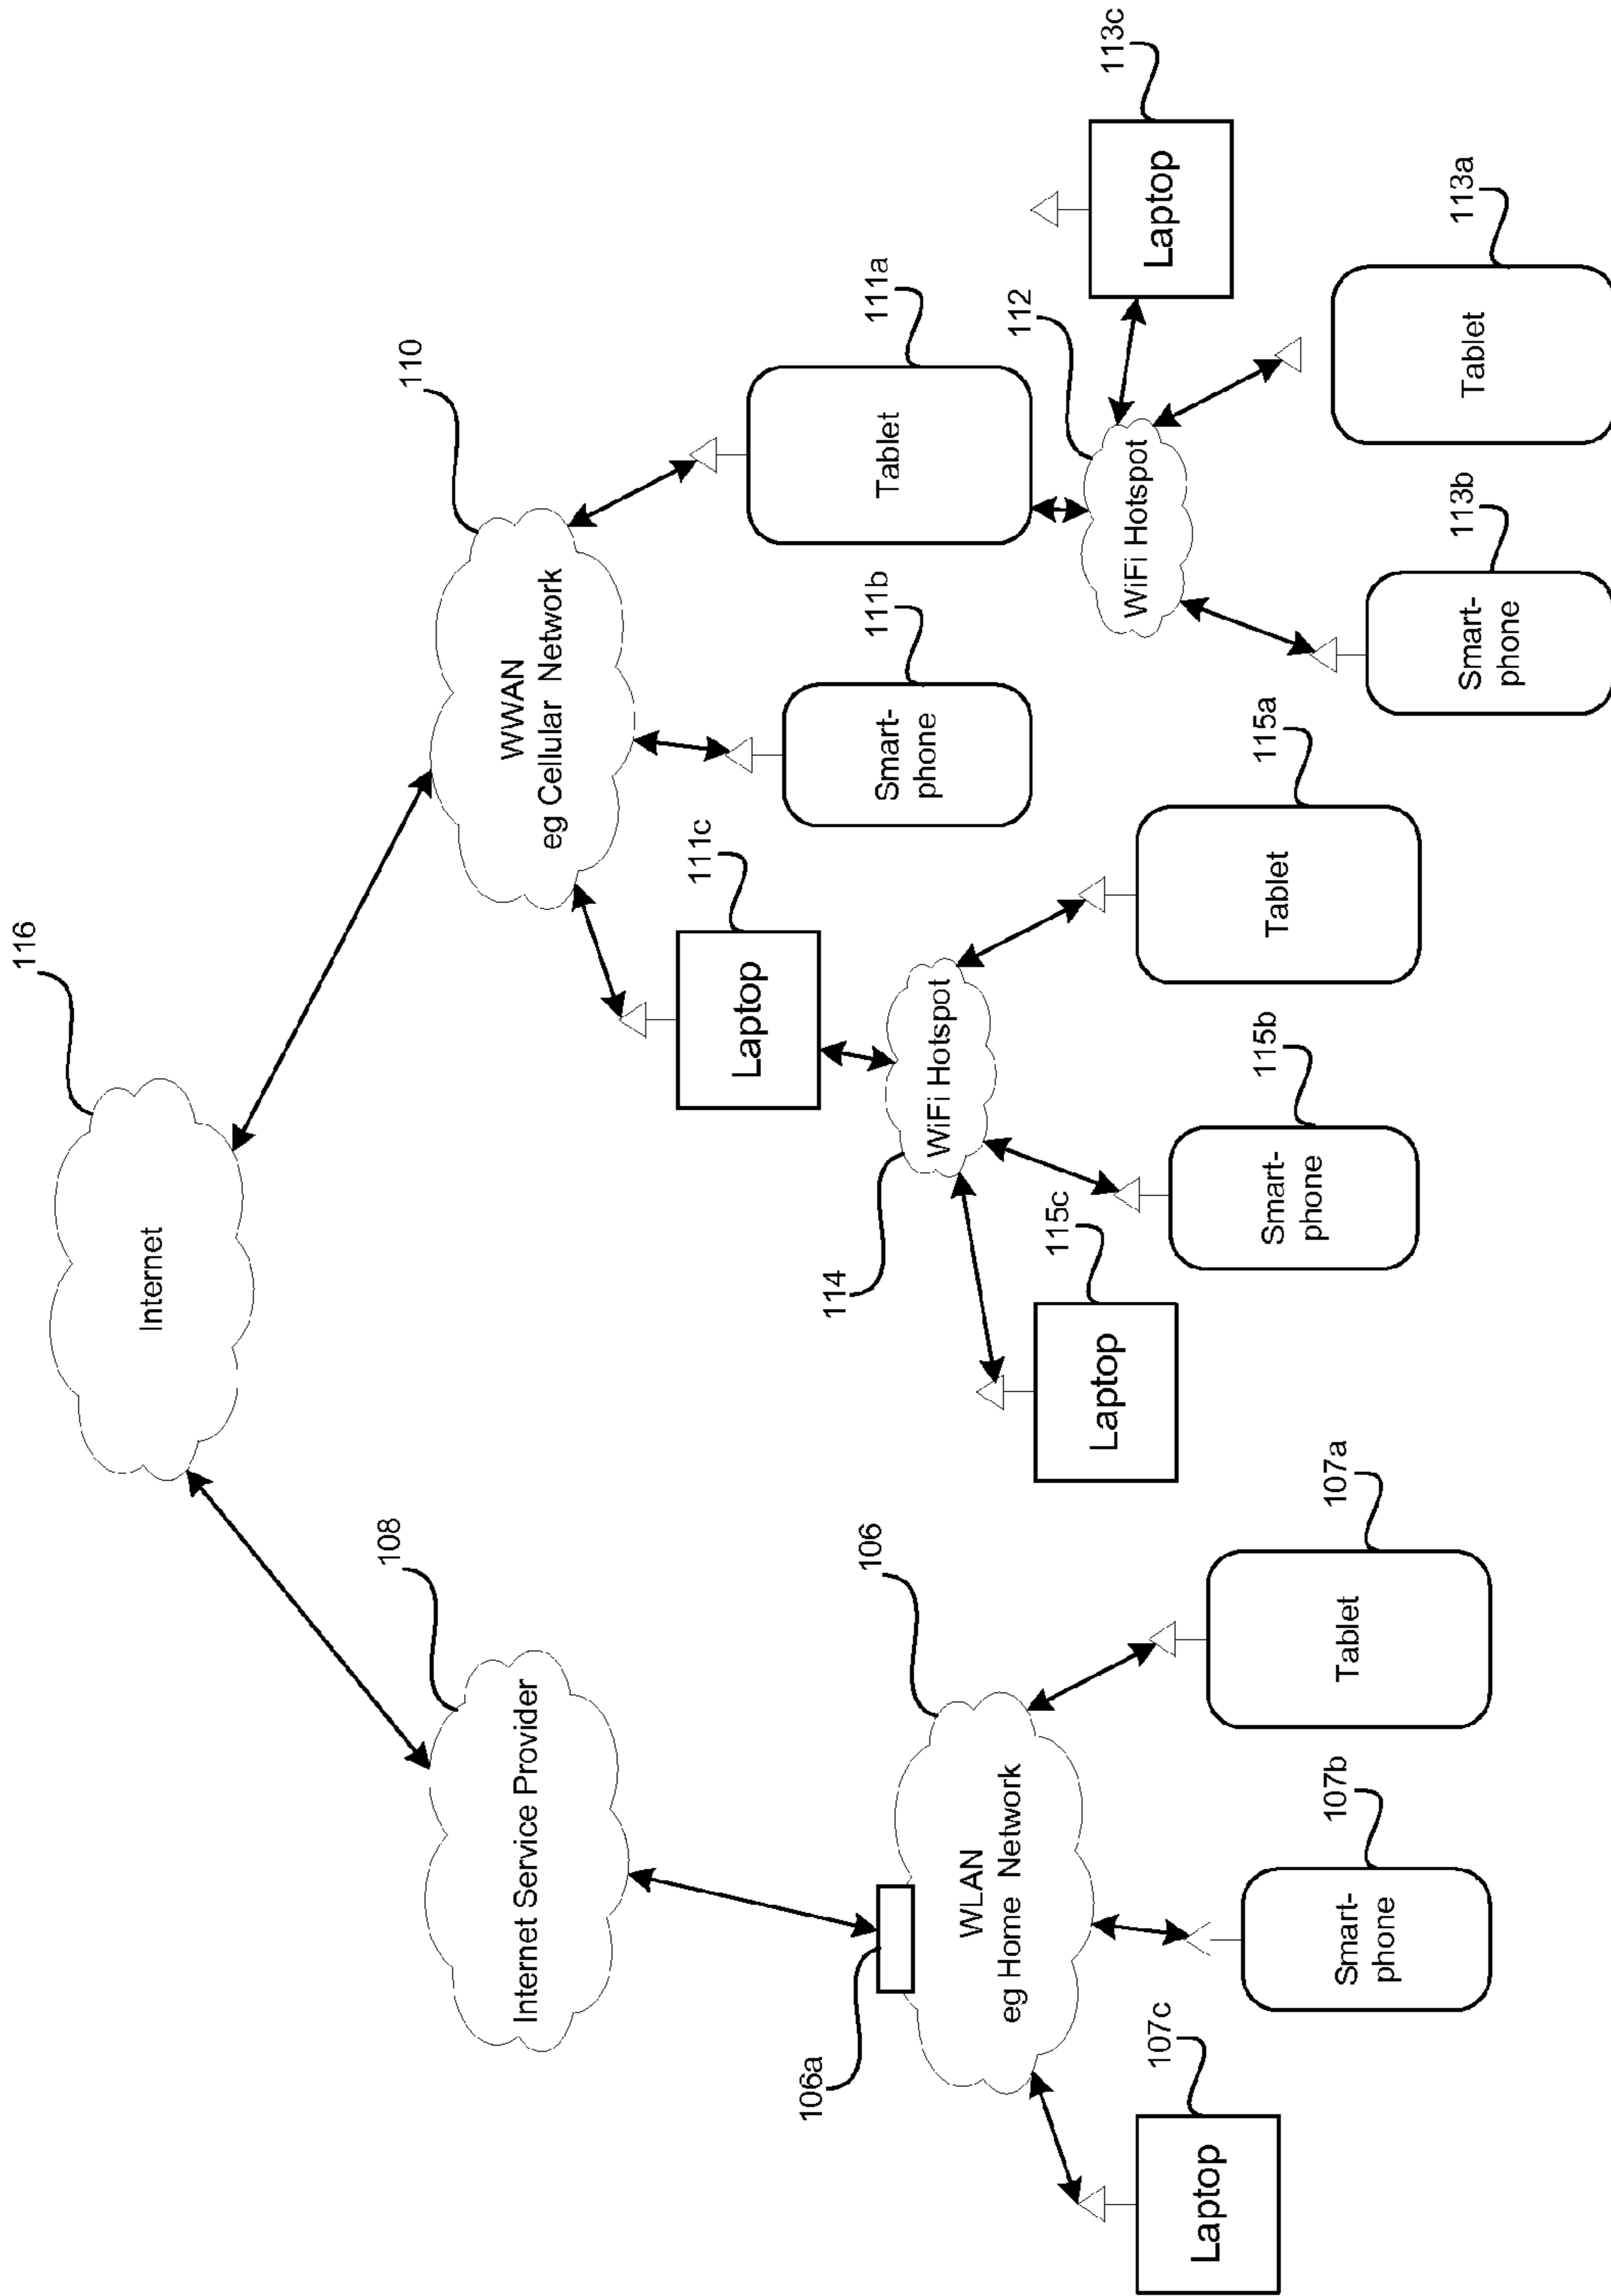 116
Internet
108
Internet Service Provider
110
WWAN
eg Cellular Network
106a
106
WLAN
eg Home Network
107c
Laptop
107b
Smart-
phone
107a
Tablet
111c
Laptop
111b
Smart-
phone
111a
Tablet
114
WiFi Hotspot
115c
Laptop
115b
Smart-
phone
115a
Tablet
112
WiFi Hotspot
113b
Smart-
phone
113a
Tablet
113c
Laptop